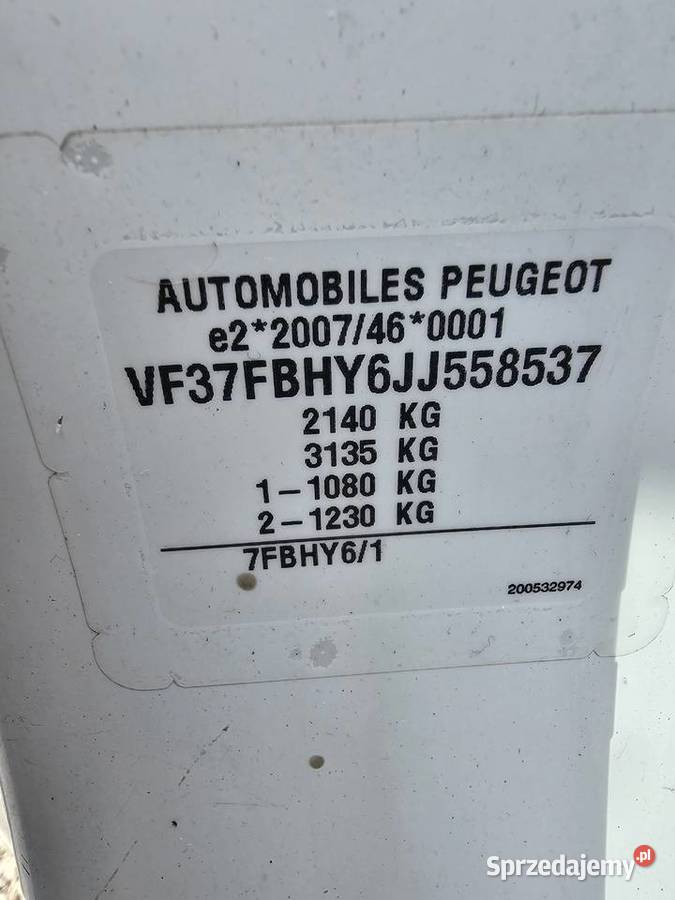 AUTOMOBILES PEUGEOT
e2*2007/46*0001
VF37FBHY6JJ558537
2140 KG
3135 KG
1-1080 KG
2-1230 KG
7FBHY6/1
200532974
Sprzedajemy.pl